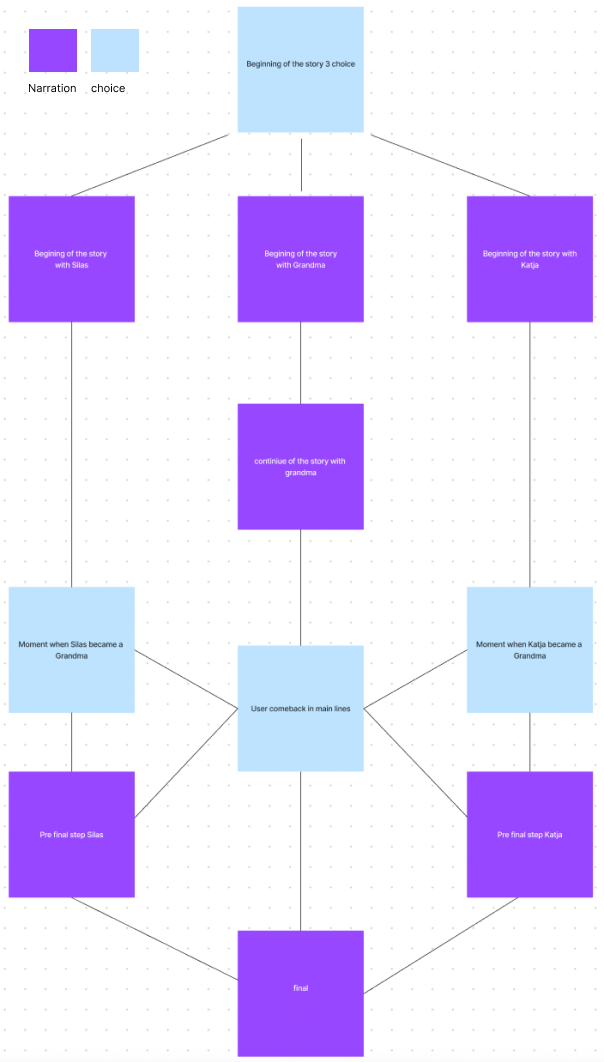 Beginning of the story 3 choice
Narration
choice
Begining of the story
with Silas
Begining of the story
with Grandma
Beginning of the story with
Katja
continiue of the story with
grandma
Moment when Silas became a
Grandma
Moment when Katja became a
Grandma
User comeback in main lines
Pre final step Silas
Pre final step Katja
final